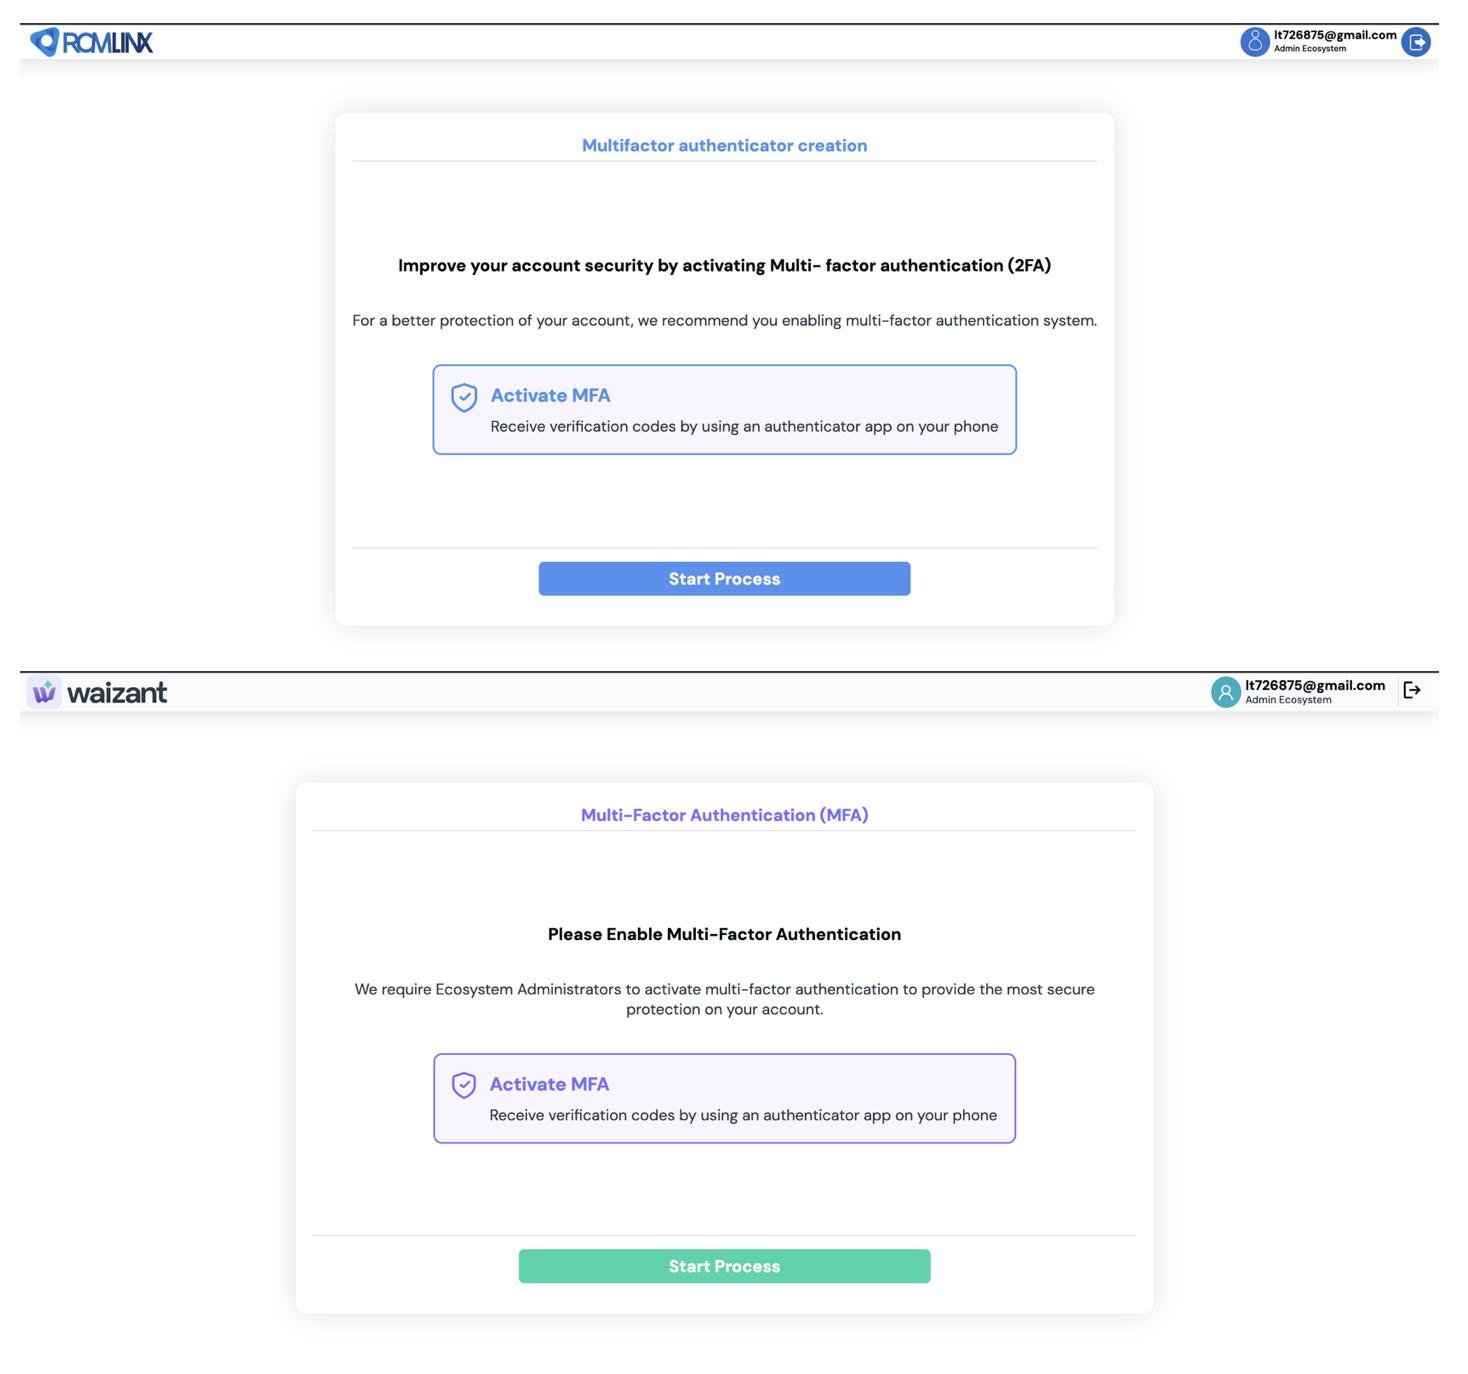 RCMLINX
lt726875@gmail.com
Admin Ecosystem
Multifactor authenticator creation
Improve your account security by activating Multi- factor authentication (2FA)
For a better protection of your account, we recommend you enabling multi-factor authentication system.
Activate MFA
Receive verification codes by using an authenticator app on your phone
Start Process
waizant
lt726875@gmail.com
Admin Ecosystem
Multi-Factor Authentication (MFA)
Please Enable Multi-Factor Authentication
We require Ecosystem Administrators to activate multi-factor authentication to provide the most secure
protection on your account.
Activate MFA
Receive verification codes by using an authenticator app on your phone
Start Process